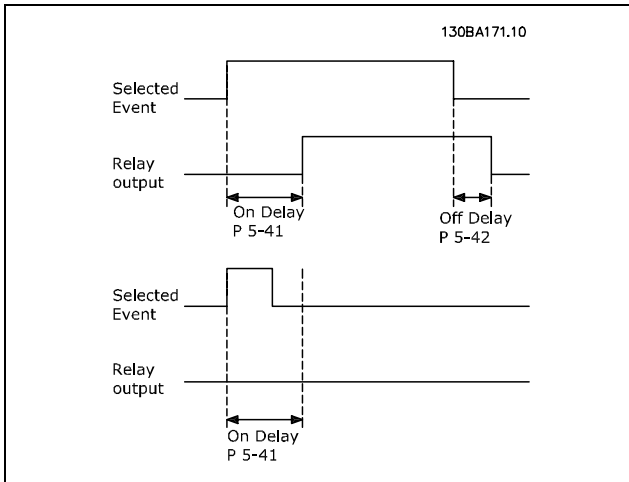 130BA171.10
Selected
Event
Relay
output
On Delay
P 5-41
Off Delay
P 5-42
Selected
Event
Relay
output
On Delay
P 5-41